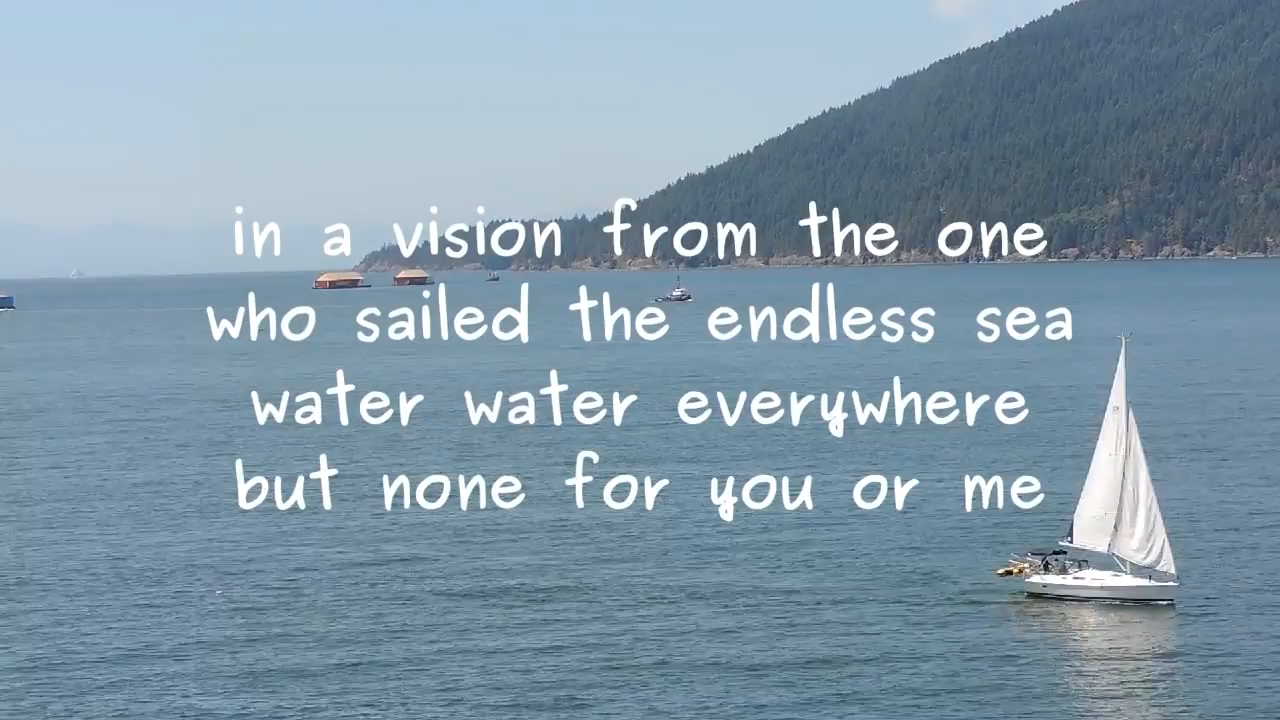 in a vision from the one
who sailed the endless sea
water water everywhere
but none for you or me